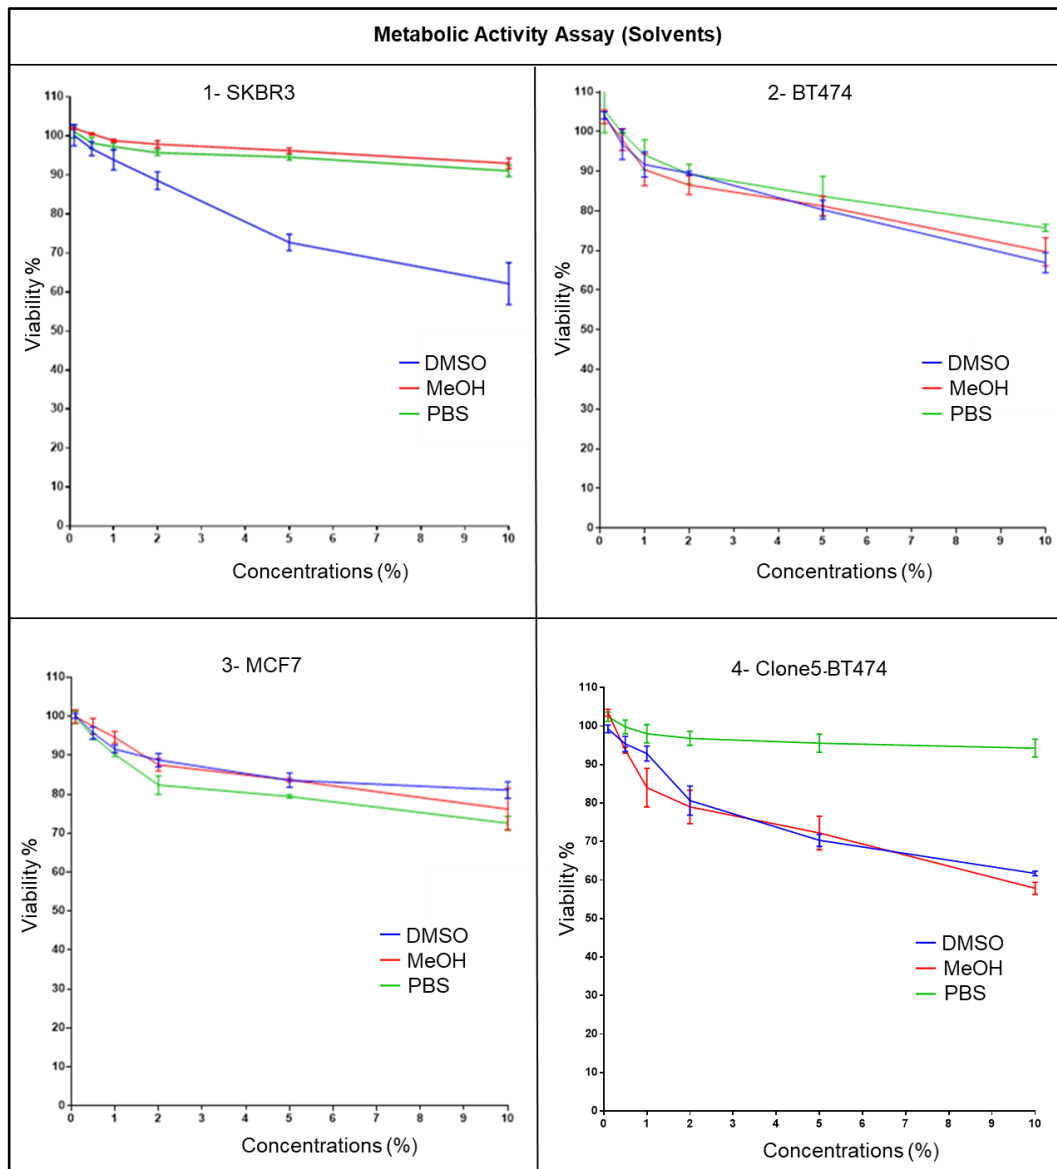 Metabolic Activity Assay (Solvents)
1- SKBR3
110
100
90
80
70
60
50
40
30
20
10
0
Viability %
DMSO
MeOH
PBS
0 1 2 3 4 5 6 7 8 9 10
Concentrations (%)
2- BT474
110
100
90
80
70
60
50
40
30
20
10
0
Viability %
DMSO
MeOH
PBS
0 1 2 3 4 5 6 7 8 9 10
Concentrations (%)
3- MCF7
110
100
90
80
70
60
50
40
30
20
10
0
Viability %
DMSO
MeOH
PBS
0 1 2 3 4 5 6 7 8 9 10
Concentrations (%)
4- Clone5-BT474
110
100
90
80
70
60
50
40
30
20
10
0
Viability %
DMSO
MeOH
PBS
0 1 2 3 4 5 6 7 8 9 10
Concentrations (%)